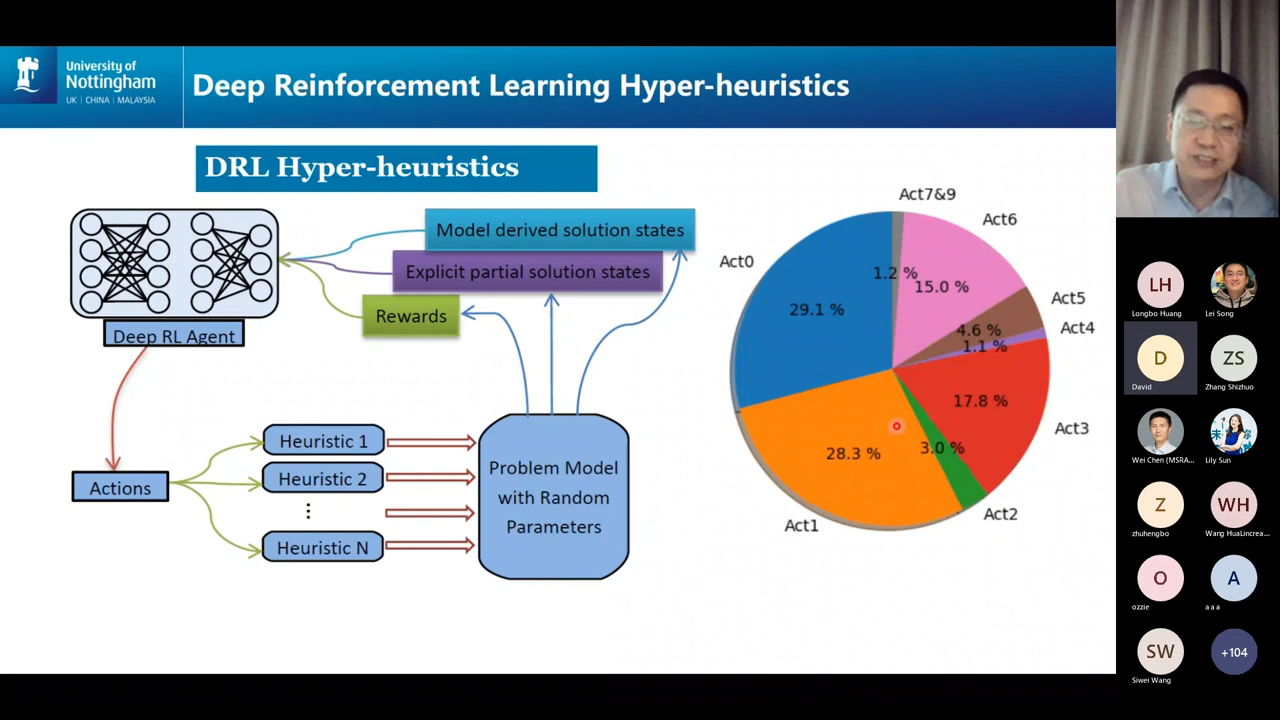 University of
Nottingham
UK | CHINA | MALAYSIA
Deep Reinforcement Learning Hyper-heuristics
DRL Hyper-heuristics
Model derived solution states
Explicit partial solution states
Rewards
Deep RL Agent
Actions
Heuristic 1
Heuristic 2
⋮
Heuristic N
Problem Model
with Random
Parameters
Act7&9
Act6
Act0
1.2 %
15.0 %
Act5
29.1 %
4.6 %
Act4
1.1 %
17.8 %
Act3
28.3 %
3.0 %
Act2
Act1
LH
Longbo Huang
Lei Song
D
David
ZS
Zhang Shizhuo
Wei Chen (MSRA...
未
你
Lily Sun
Z
zhuhengbo
WH
Wang HuaLincrea...
O
ozzie
A
a a a
SW
Siwei Wang
+104